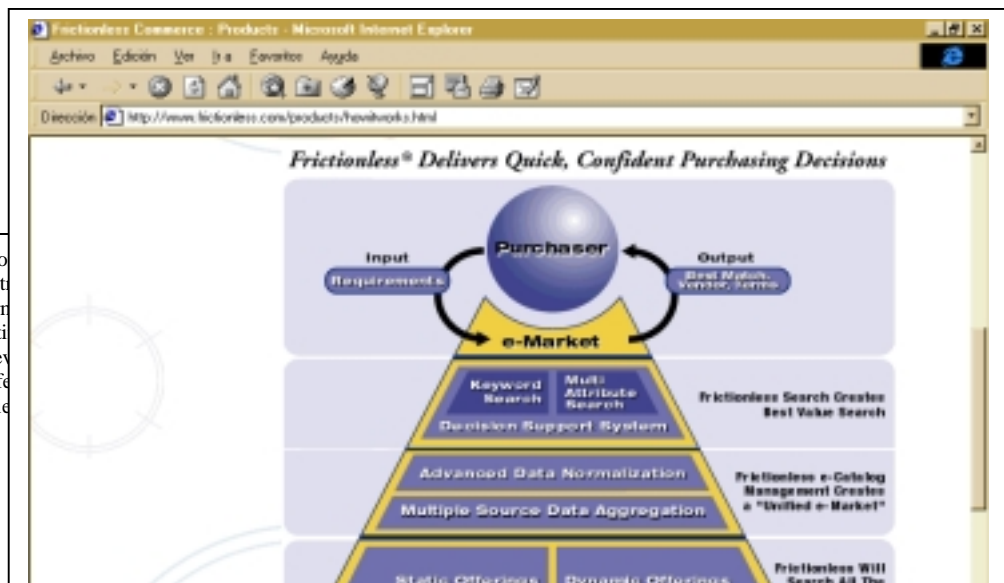 Frictionless Commerce : Products - Microsoft Internet Explorer
Archivo Edición Ver Ir a Favoritos Ayuda
Dirección http://www.frictionless.com/products/howitworks.html
Frictionless® Delivers Quick, Confident Purchasing Decisions
Purchaser
Input
Requirements
Output
Best Match,
Vendor, Terms
e-Market
Keyword
Search
Multi
Attribute
Search
Decision Support System
Frictionless Search Creates
Best Value Search
Advanced Data Normalization
Multiple Source Data Aggregation
Frictionless e-Catalog
Management Creates
a "Unified e-Market"
Static Offerings
Dynamic Offerings
Frictionless Will
Search All The